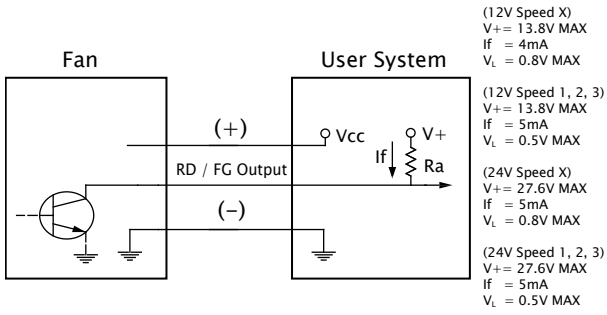 Fan
User System
(+)
Vcc
V+
If
Ra
RD / FG Output
(−)
(12V Speed X)
V+= 13.8V MAX
If = 4mA
VL = 0.8V MAX
(12V Speed 1, 2, 3)
V+= 13.8V MAX
If = 5mA
VL = 0.5V MAX
(24V Speed X)
V+= 27.6V MAX
If = 5mA
VL = 0.8V MAX
(24V Speed 1, 2, 3)
V+= 27.6V MAX
If = 5mA
VL = 0.5V MAX